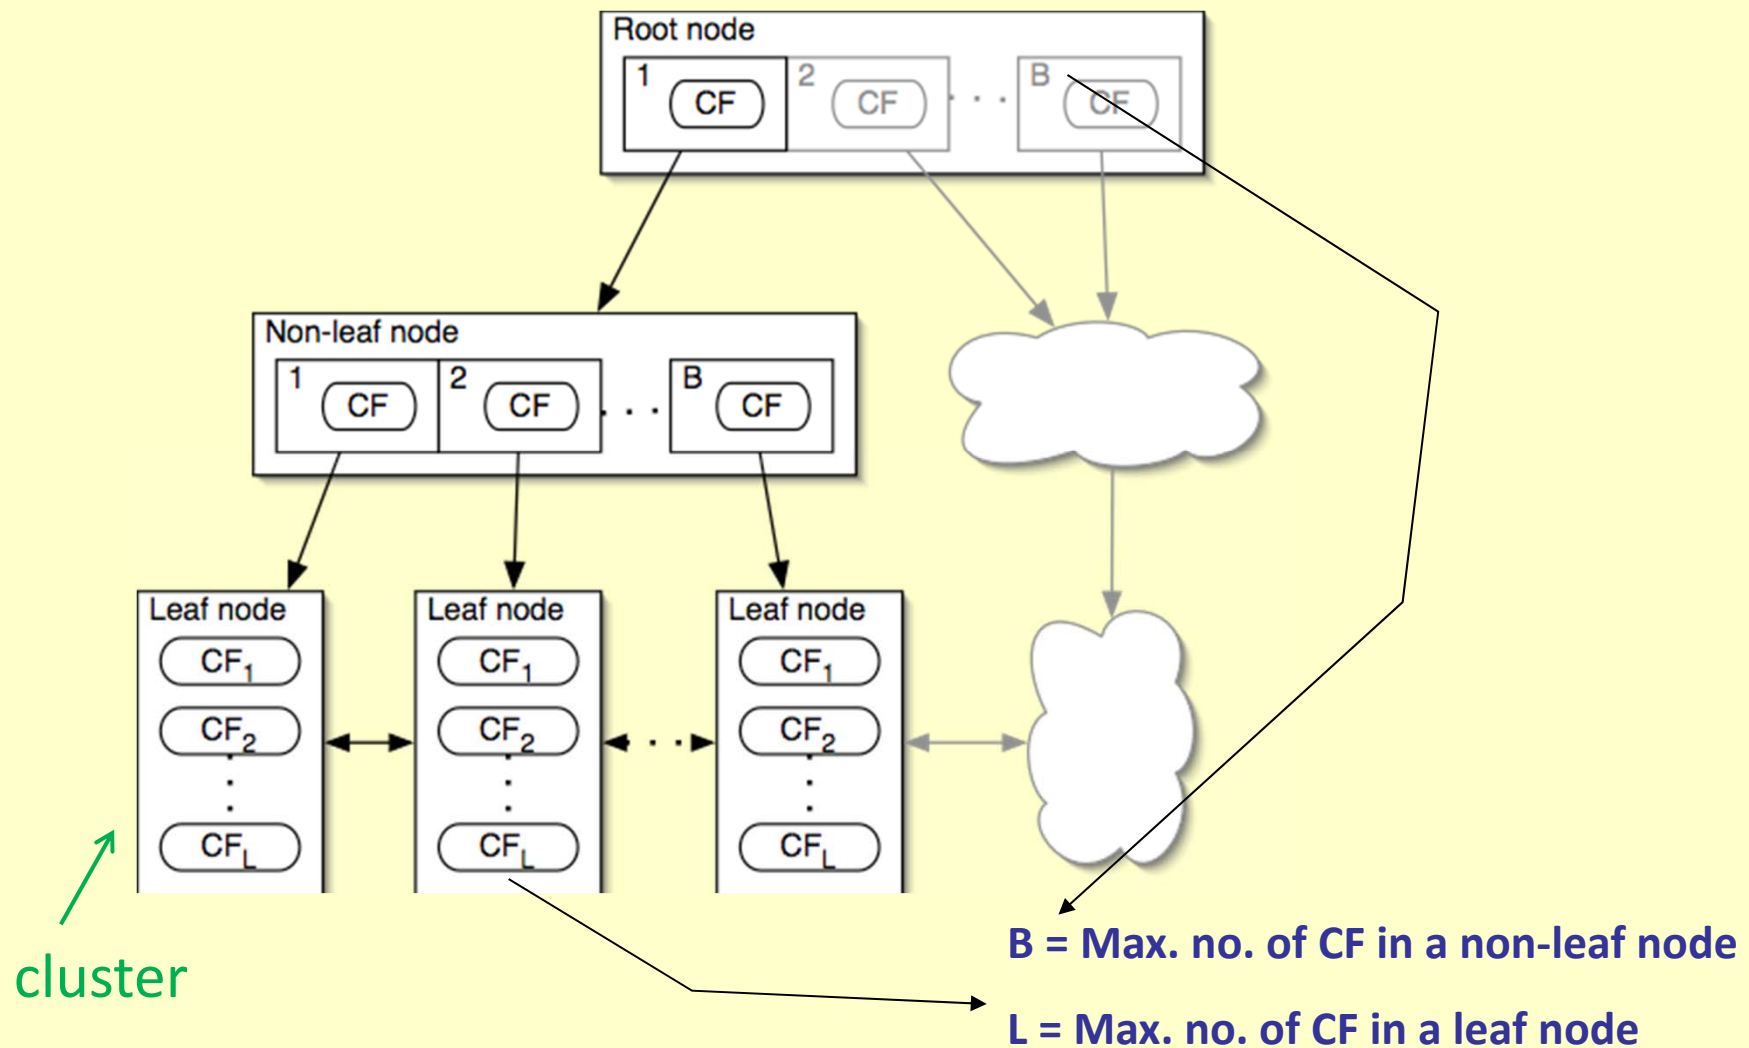 Root node
1 CF 2 CF . . . B CF
Non-leaf node
1 CF 2 CF . . . B CF
Leaf node Leaf node Leaf node
CF1 CF1 CF1
CF2 CF2 CF2
CFL CFL CFL
cluster
B = Max. no. of CF in a non-leaf node
L = Max. no. of CF in a leaf node